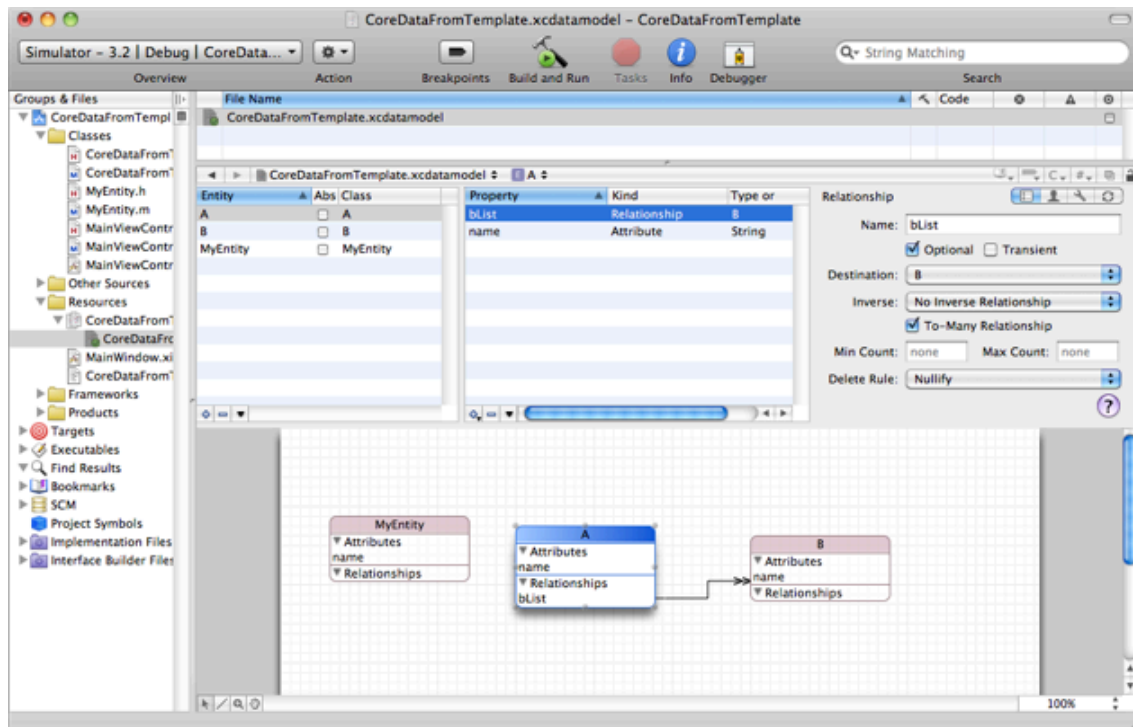 CoreDataFromTemplate.xcdatamodel – CoreDataFromTemplate
Simulator – 3.2 | Debug | CoreData...
String Matching
Overview Action Breakpoints Build and Run Tasks Info Debugger Search
Groups & Files
File Name Code
CoreDataFromTempl
CoreDataFromTemplate.xcdatamodel
Classes
CoreDataFromT
CoreDataFromT
MyEntity.h
MyEntity.m
MainViewContr
MainViewContr
MainViewContr
Other Sources
Resources
CoreDataFromT
CoreDataFrc
MainWindow.xi
CoreDataFromT
Frameworks
Products
Targets
Executables
Find Results
Bookmarks
SCM
Project Symbols
Implementation Files
Interface Builder Files
CoreDataFromTemplate.xcdatamodel A
Entity Abs Class
A A
B B
MyEntity MyEntity
Property Kind Type or
bList Relationship B
name Attribute String
Relationship
Name: bList
Optional Transient
Destination: B
Inverse: No Inverse Relationship
To-Many Relationship
Min Count: none Max Count: none
Delete Rule: Nullify
?
MyEntity
Attributes
name
Relationships
A
Attributes
name
Relationships
bList
B
Attributes
name
Relationships
100%